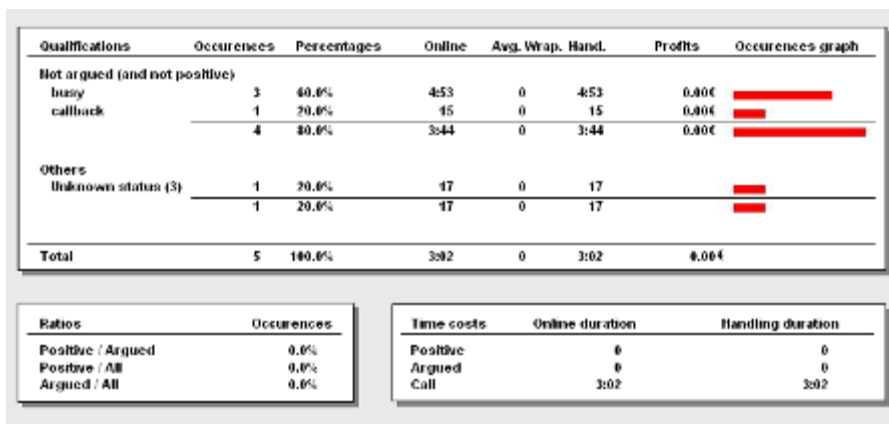 Qualifications Occurences Percentages Online Avg. Wrap. Hand. Profits Occurences graph
Not argued (and not positive)
busy 3 60.0% 4:53 0 4:53 0.00€
callback 1 20.0% 15 0 15 0.00€
4 80.0% 3:44 0 3:44 0.00€
Others
Unknown status (3) 1 20.0% 17 0 17
1 20.0% 17 0 17
Total 5 100.0% 3:02 0 3:02 0.00€
Ratios Occurences
Positive / Argued 0.0%
Positive / All 0.0%
Argued / All 0.0%
Time costs Online duration Handling duration
Positive 0 0
Argued 0 0
Call 3:02 3:02